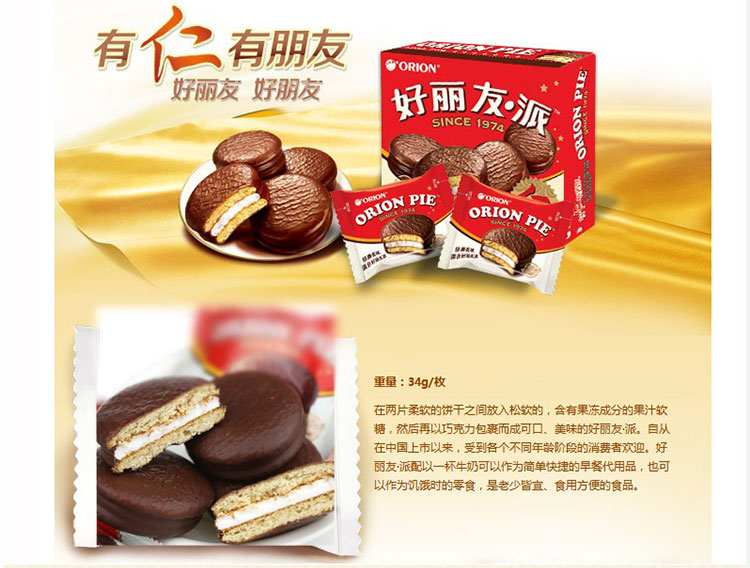 有仁有朋友
好丽友 好朋友
ORION
好丽友·派
SINCE 1974
ORION PIE
SINCE 1974
ORION
ORION PIE
SINCE 1974
ORION
ORION PIE
SINCE 1974
ORION PIE
重量：34g/枚
在两片柔软的饼干之间放入松软的，含有果冻成分的果汁软
糖，然后再以巧克力包裹而成可口、美味的好丽友·派。自从
在中国上市以来，受到各个不同年龄阶段的消费者欢迎。好
丽友·派配以一杯牛奶可以作为简单快捷的早餐代用品，也可
以作为饥饿时的零食，是老少皆宜、食用方便的食品。